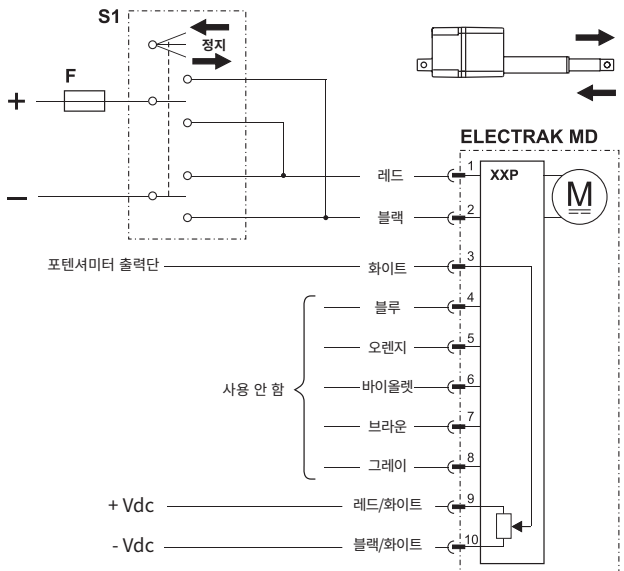 S1
정지
F
+
−
ELECTRAK MD
XXP
M
레드 1
블랙 2
포텐셔미터 출력단 화이트 3
블루 4
오렌지 5
사용 안 함 바이올렛 6
브라운 7
그레이 8
+ Vdc 레드/화이트 9
- Vdc 블랙/화이트 10